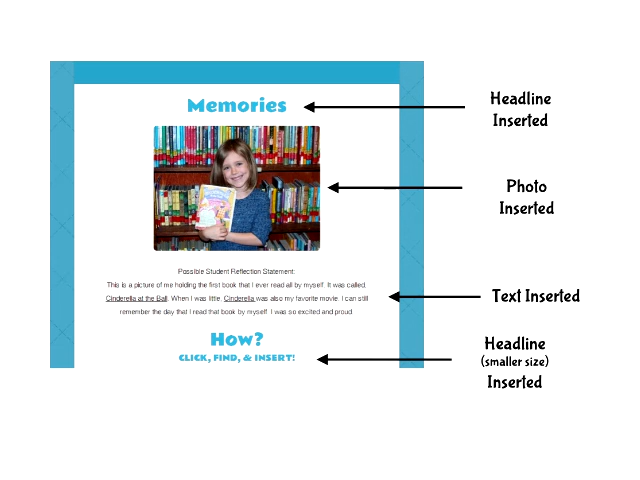 Memories
Headline
Inserted
Photo
Inserted
Possible Student Reflection Statement:
This is a picture of me holding the first book that I ever read all by myself. It was called,
Cinderella at the Ball. When I was little, Cinderella was also my favorite movie. I can still
remember the day that I read that book by myself. I was so excited and proud.
Text Inserted
How?
CLICK, FIND, & INSERT!
Headline
(smaller size)
Inserted